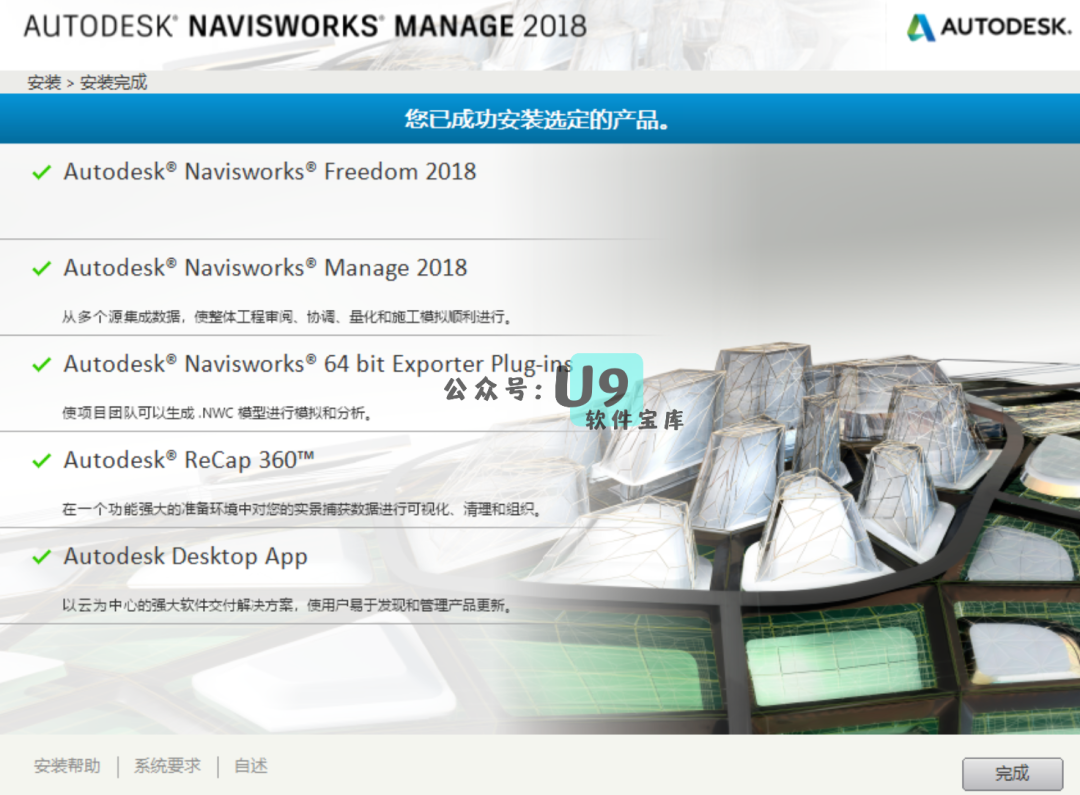 AUTODESK® NAVISWORKS® MANAGE 2018
AUTODESK.
安装 > 安装完成
您已成功安装选定的产品。
Autodesk® Navisworks® Freedom 2018
Autodesk® Navisworks® Manage 2018
从多个源集成数据，使整体工程审阅、协调、量化和施工模拟顺利进行。
Autodesk® Navisworks® 64 bit Exporter Plug-ins
公众号：U9
软件宝库
使项目团队可以生成 .NWC 模型进行模拟和分析。
Autodesk® ReCap 360™
在一个功能强大的准备环境中对您的实景捕获数据进行可视化、清理和组织。
Autodesk Desktop App
以云为中心的强大软件交付解决方案，使用户易于发现和管理产品更新。
安装帮助 | 系统要求 | 自述
完成